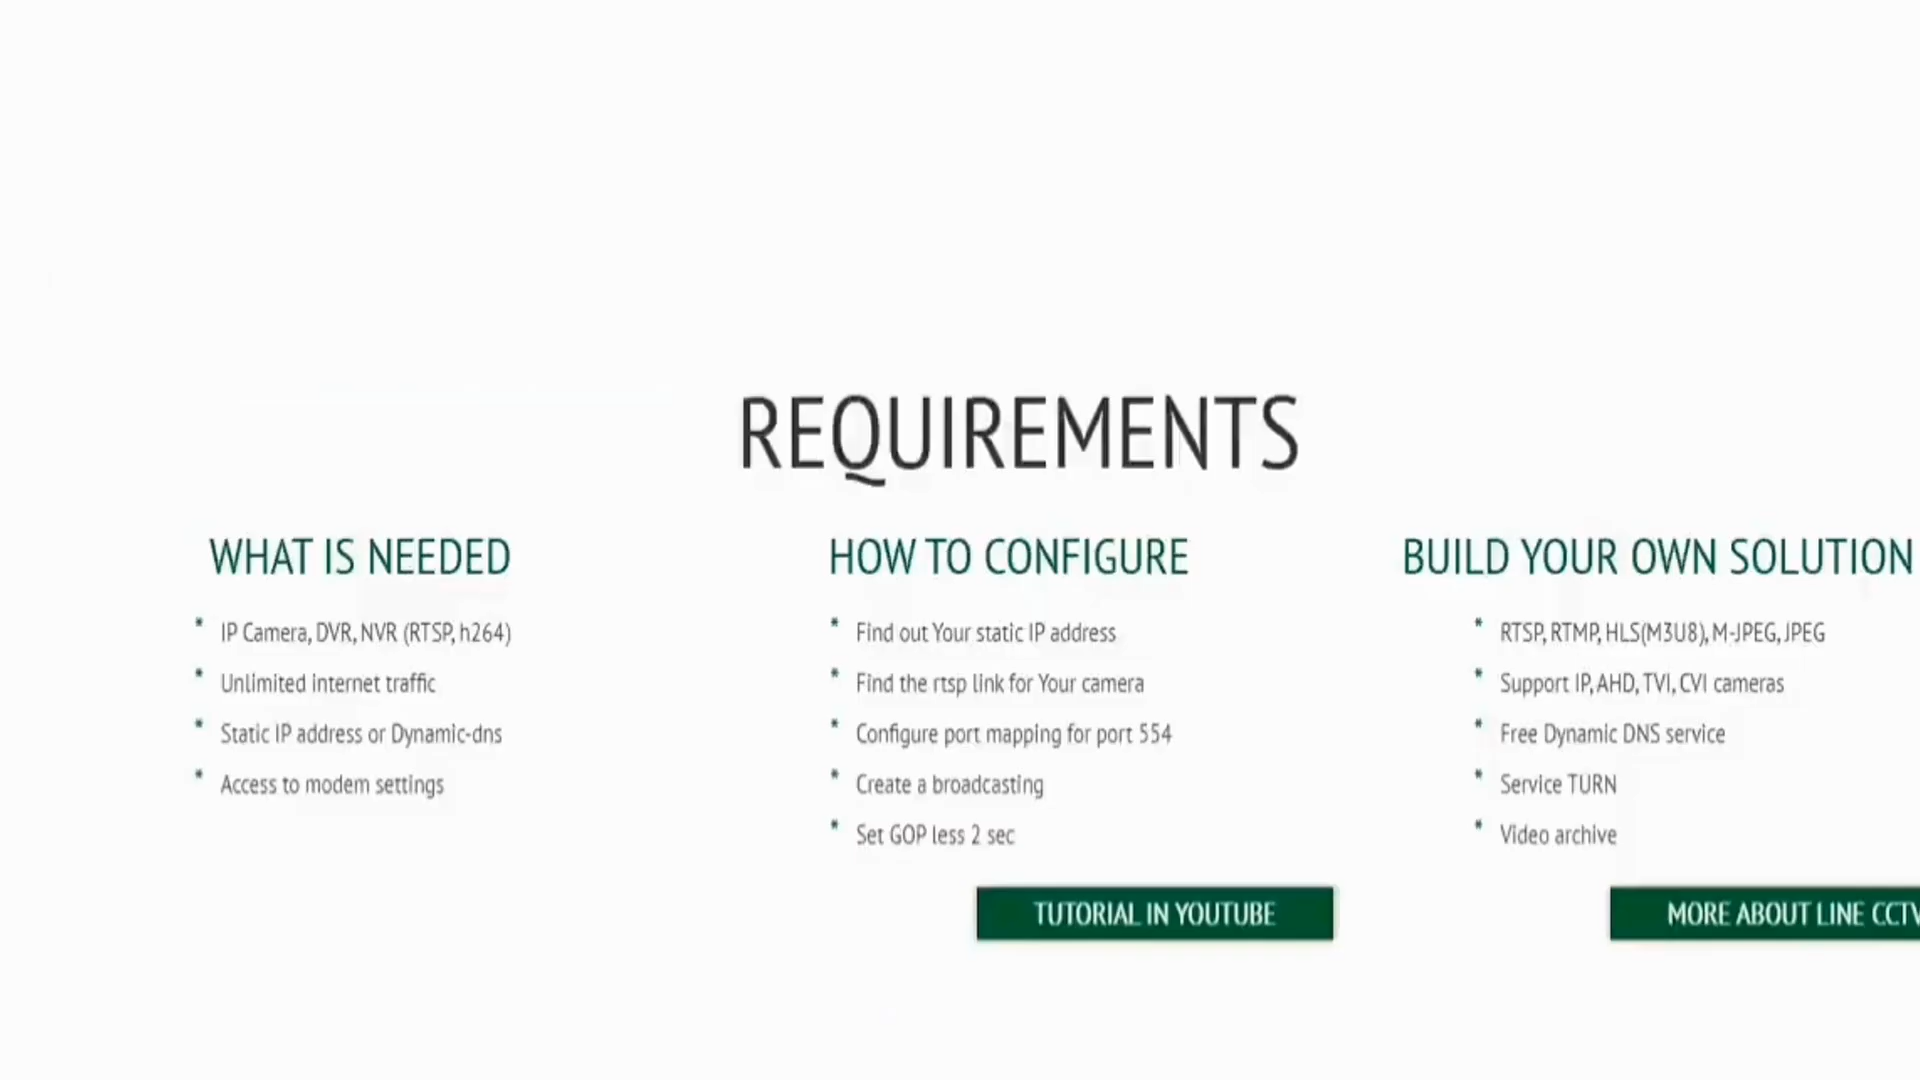 REQUIREMENTS
WHAT IS NEEDED
* IP Camera, DVR, NVR (RTSP, h264)
* Unlimited internet traffic
* Static IP address or Dynamic-dns
* Access to modem settings
HOW TO CONFIGURE
* Find out Your static IP address
* Find the rtsp link for Your camera
* Configure port mapping for port 554
* Create a broadcasting
* Set GOP less 2 sec
TUTORIAL IN YOUTUBE
BUILD YOUR OWN SOLUTION
* RTSP, RTMP, HLS(M3U8), M-JPEG, JPEG
* Support IP, AHD, TVI, CVI cameras
* Free Dynamic DNS service
* Service TURN
* Video archive
MORE ABOUT LINE CCTV